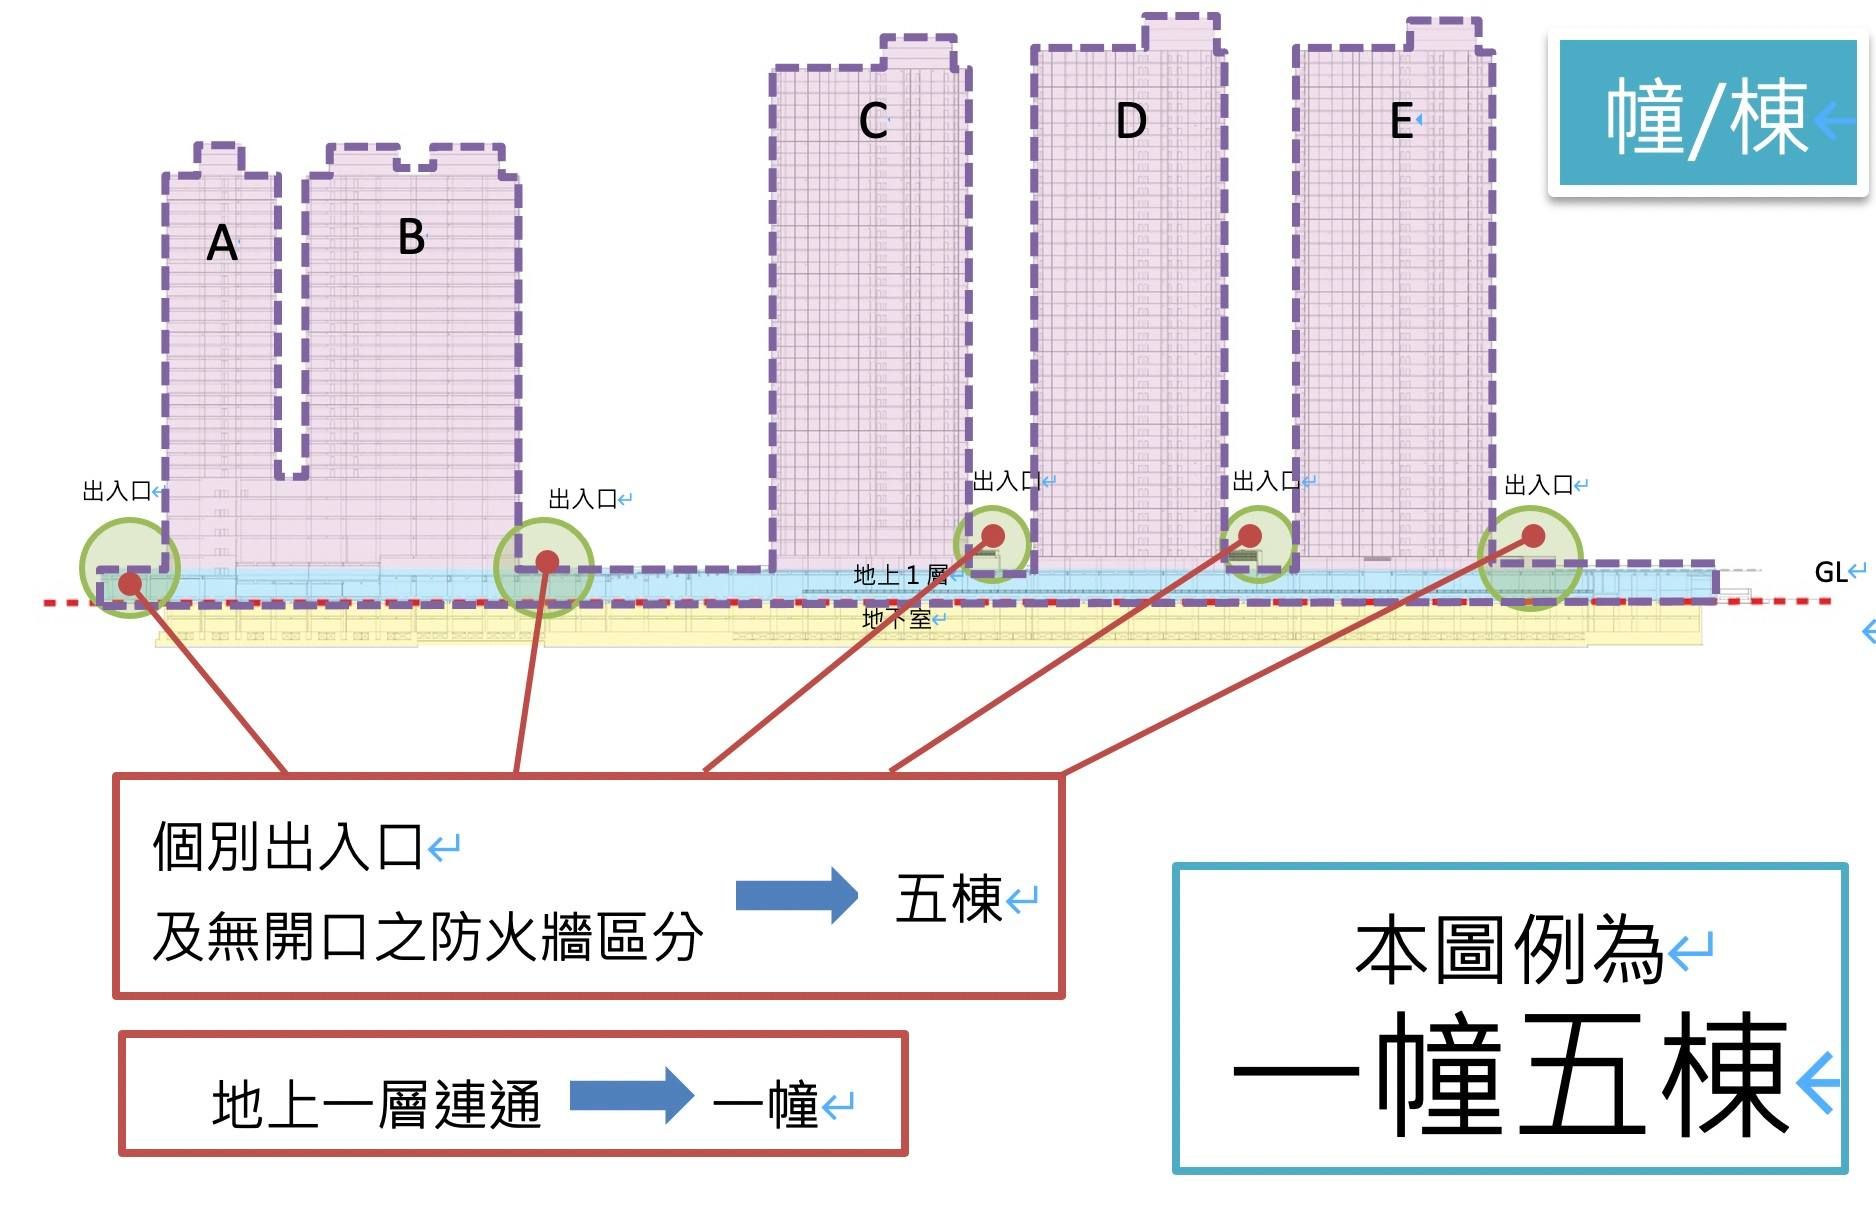 幢/棟
A
B
C
D
E
出入口
出入口
出入口
出入口
出入口
地上1層
GL
地下室
個別出入口
及無開口之防火牆區分
五棟
地上一層連通
一幢
本圖例為
一幢五棟